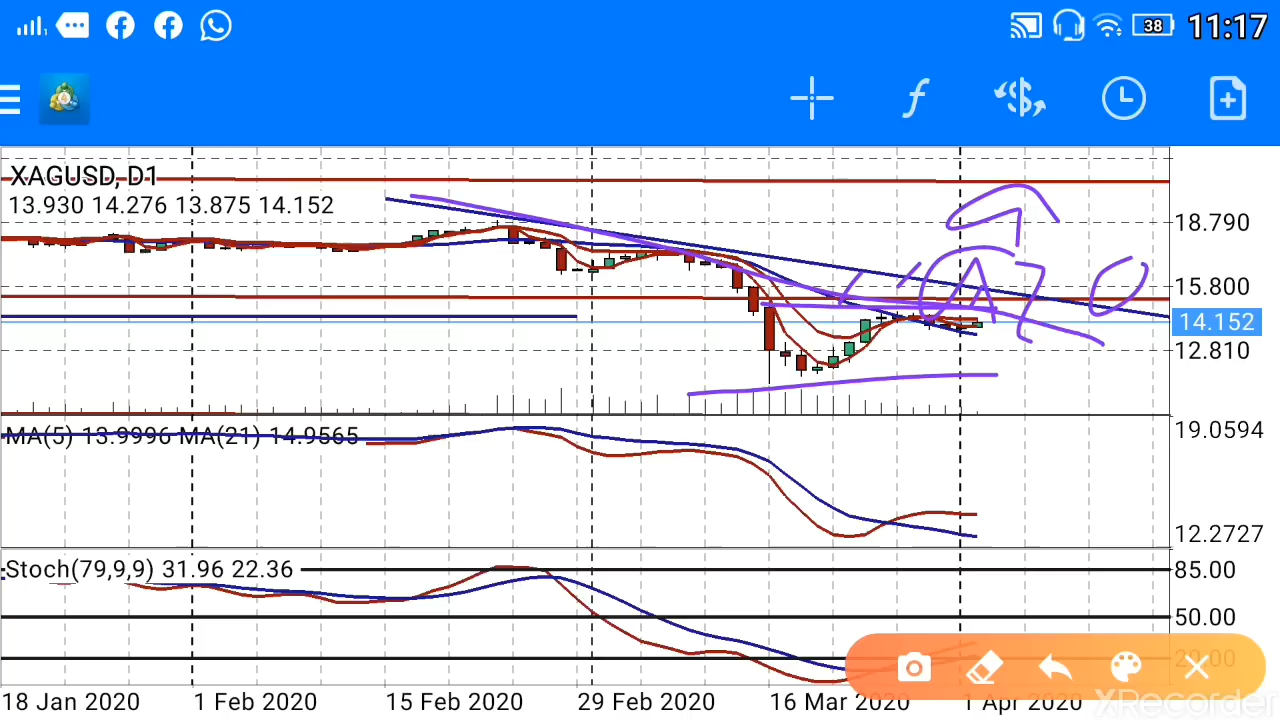 38 11:17
XAGUSD, D1
13.930 14.276 13.875 14.152
18.790
15.800
14.152
12.810
MA(5) 13.9996 MA(21) 14.9565
19.0594
12.2727
Stoch(79,9,9) 31.96 22.36
85.00
50.00
20.00
18 Jan 2020 1 Feb 2020 15 Feb 2020 29 Feb 2020 16 Mar 2020 1 Apr 2020
XRecorder